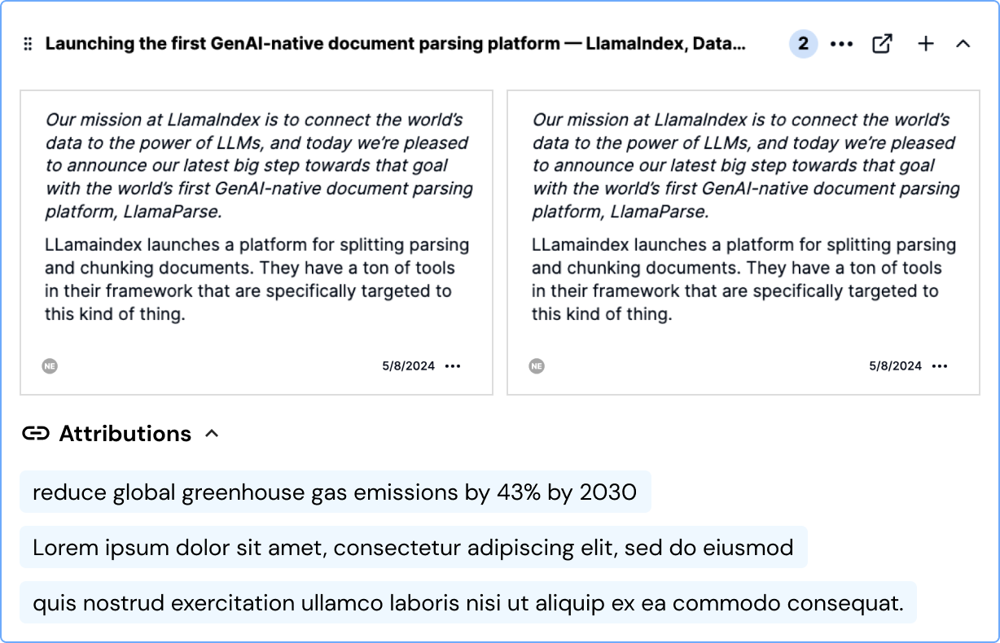 Launching the first GenAI-native document parsing platform — LlamaIndex, Data...
2
Our mission at LlamaIndex is to connect the world’s
data to the power of LLMs, and today we’re pleased
to announce our latest big step towards that goal
with the world’s first GenAI-native document parsing
platform, LlamaParse.
LLamaindex launches a platform for splitting parsing
and chunking documents. They have a ton of tools
in their framework that are specifically targeted to
this kind of thing.
NE
5/8/2024
Our mission at LlamaIndex is to connect the world’s
data to the power of LLMs, and today we’re pleased
to announce our latest big step towards that goal
with the world’s first GenAI-native document parsing
platform, LlamaParse.
LLamaindex launches a platform for splitting parsing
and chunking documents. They have a ton of tools
in their framework that are specifically targeted to
this kind of thing.
NE
5/8/2024
Attributions
reduce global greenhouse gas emissions by 43% by 2030
Lorem ipsum dolor sit amet, consectetur adipiscing elit, sed do eiusmod
quis nostrud exercitation ullamco laboris nisi ut aliquip ex ea commodo consequat.